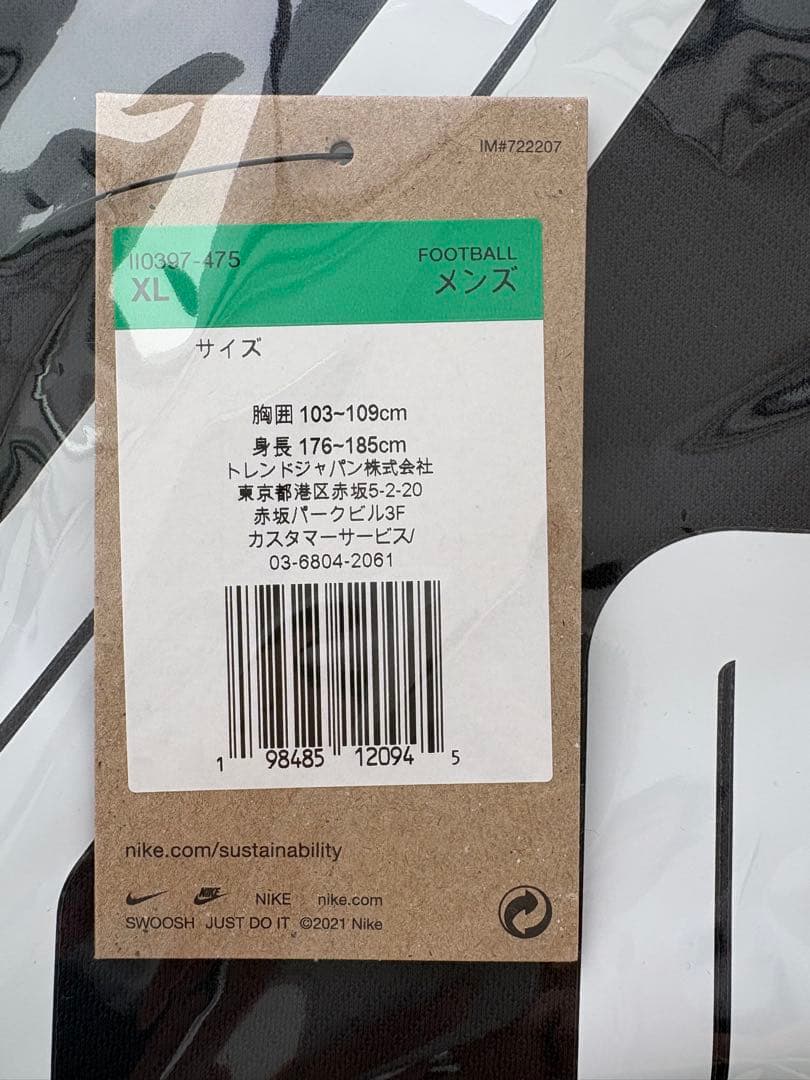 IM#722207
II0397-475
XL
FOOTBALL
メンズ
サイズ
胸囲 103~109cm
身長 176~185cm
トレンドジャパン株式会社
東京都港区赤坂5-2-20
赤坂パークビル3F
カスタマーサービス/
03-6804-2061
1 98485 12094 5
nike.com/sustainability
NIKE NIKE nike.com
SWOOSH JUST DO IT ©2021 Nike